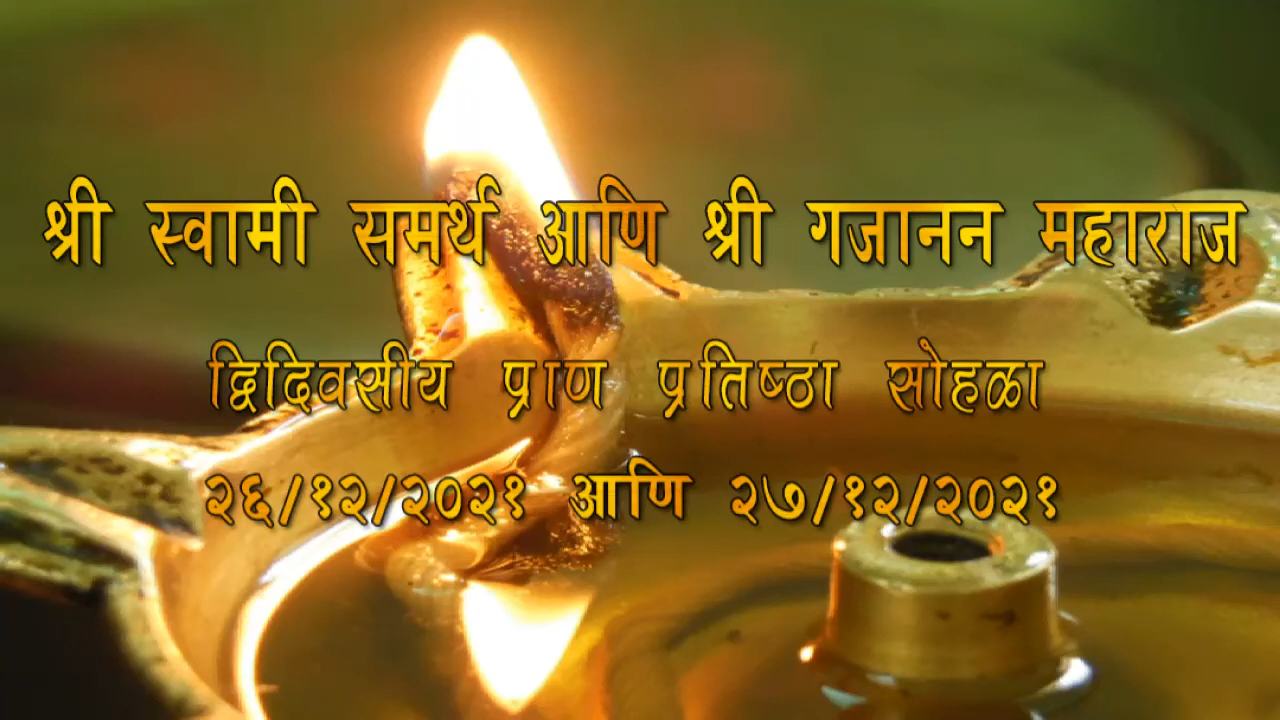 श्री स्वामी समर्थ आणि श्री गजानन महाराज
द्विदिवसीय प्राण प्रतिष्ठा सोहळा
२६/१२/२०२१ आणि २७/१२/२०२१